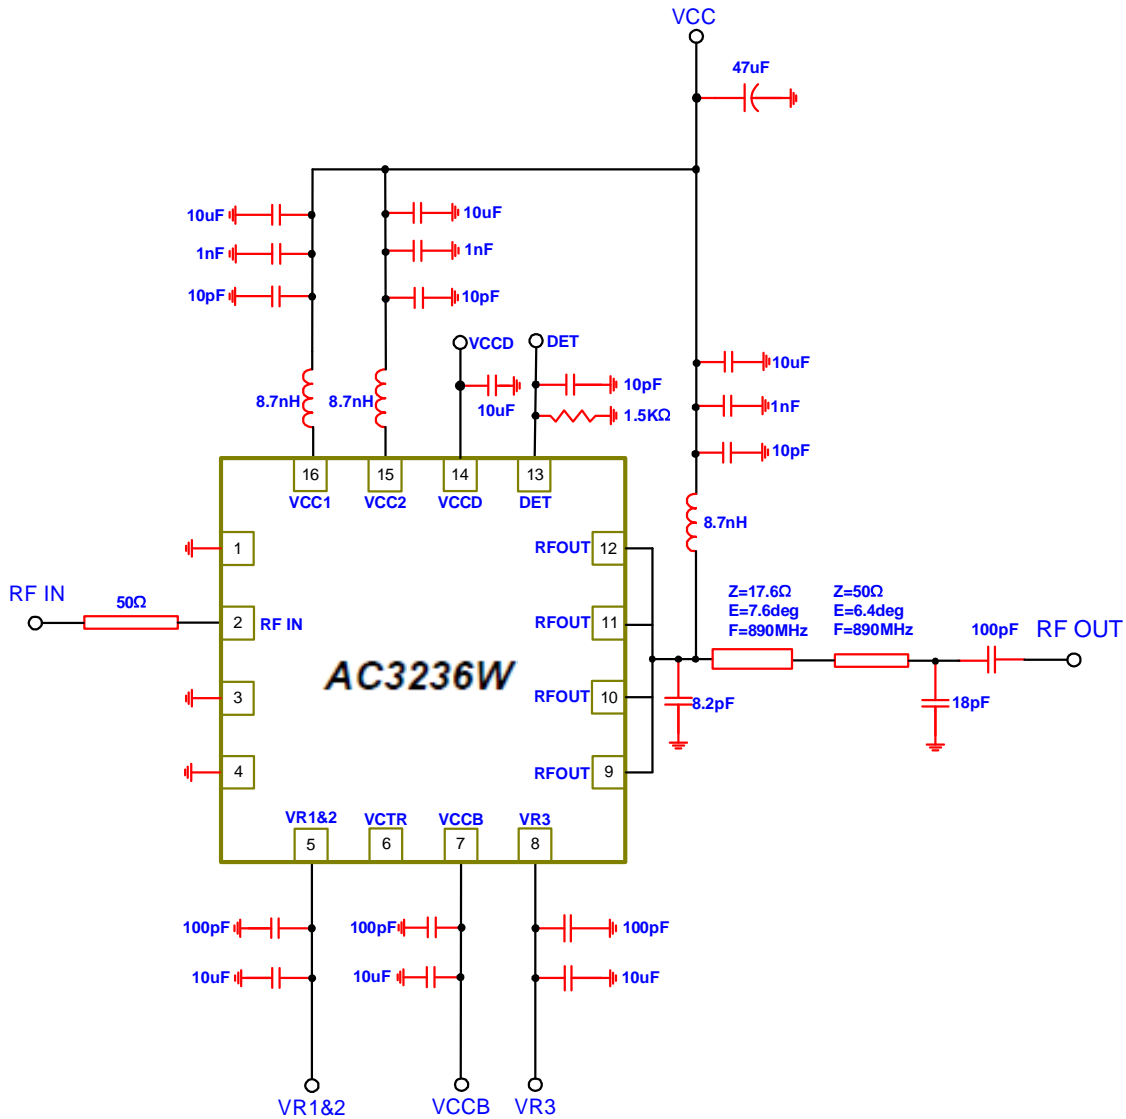 VCC
47uF
10uF
10uF
1nF
1nF
10pF
10pF
VCCD
DET
10uF
10pF
10uF
1.5KΩ
1nF
10pF
8.7nH
8.7nH
8.7nH
16
15
14
13
VCC1
VCC2
VCCD
DET
1
RFOUT
12
RF IN
50Ω
2
RF IN
RFOUT
11
Z=17.6Ω
E=7.6deg
F=890MHz
Z=50Ω
E=6.4deg
F=890MHz
100pF
RF OUT
AC3236W
3
RFOUT
10
8.2pF
18pF
4
RFOUT
9
VR1&2
VCTR
VCCB
VR3
5
6
7
8
100pF
100pF
100pF
10uF
10uF
10uF
VR1&2
VCCB
VR3